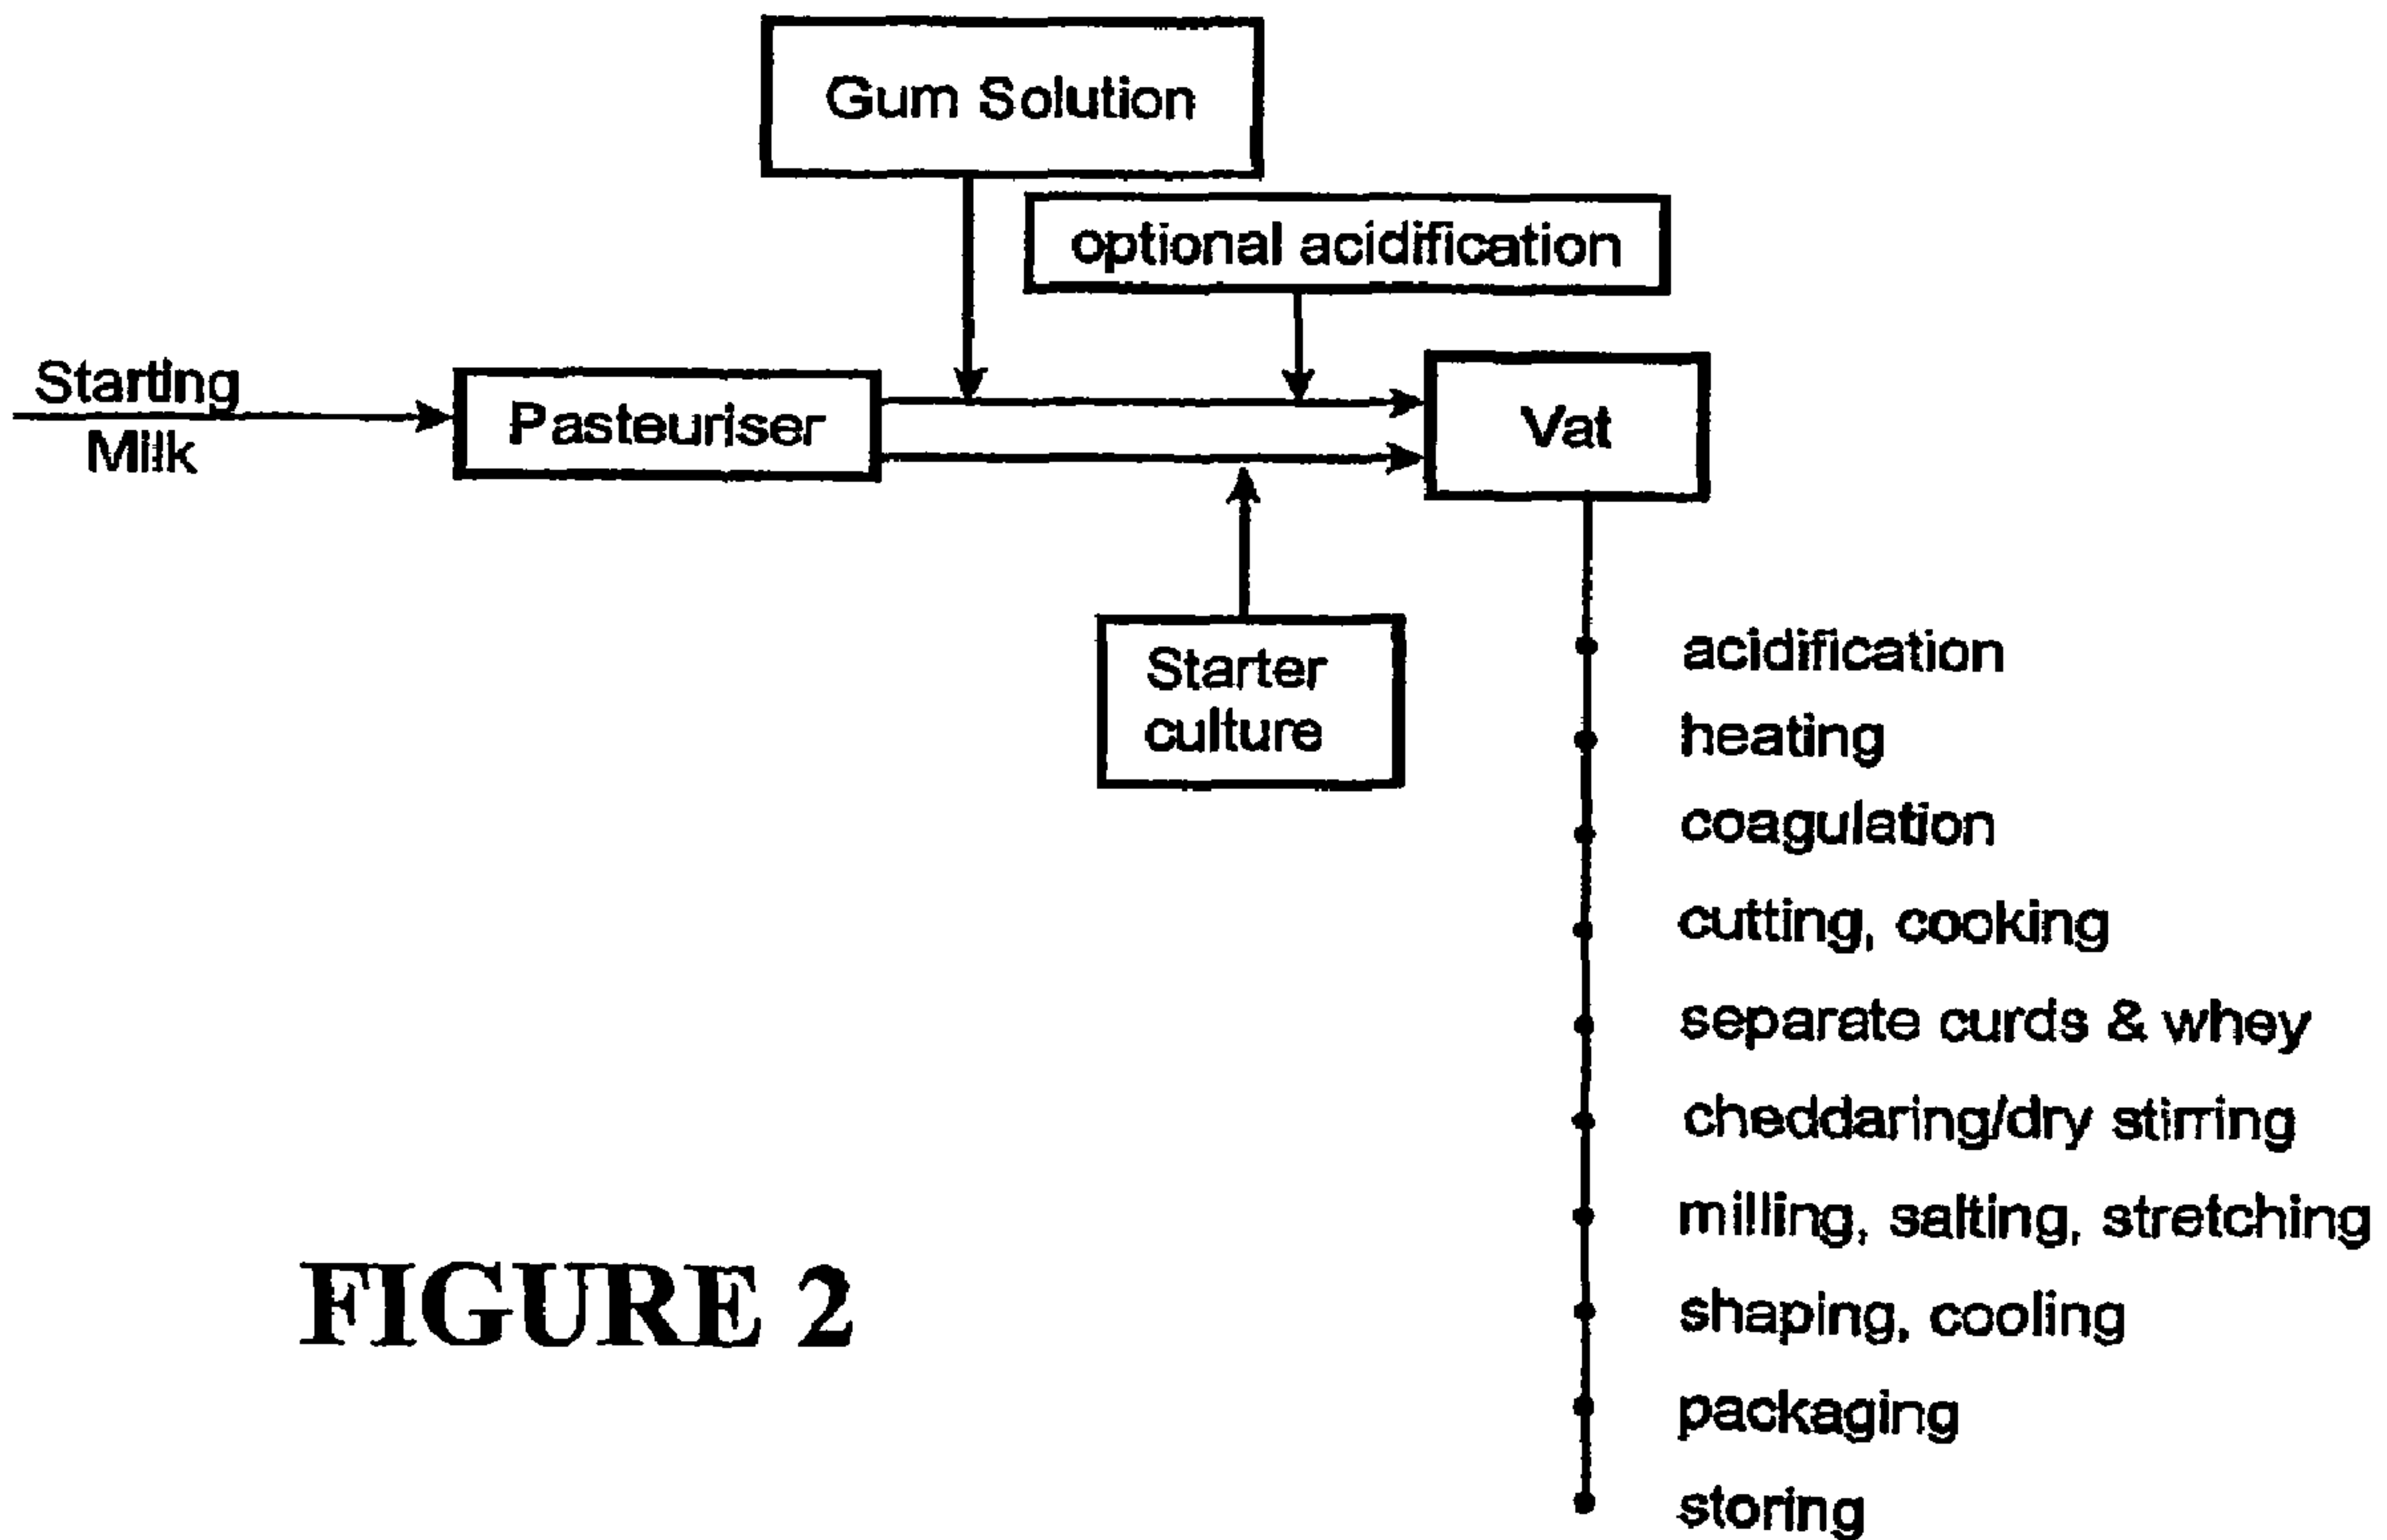 Gum Solution
optional acidification
Starting
Milk
Pasteuriser
Vat
Starter
culture
acidification
heating
coagulation
cutting, cooking
separate curds & whey
cheddaring/dry stirring
milling, salting, stretching
shaping, cooling
packaging
storing
FIGURE 2